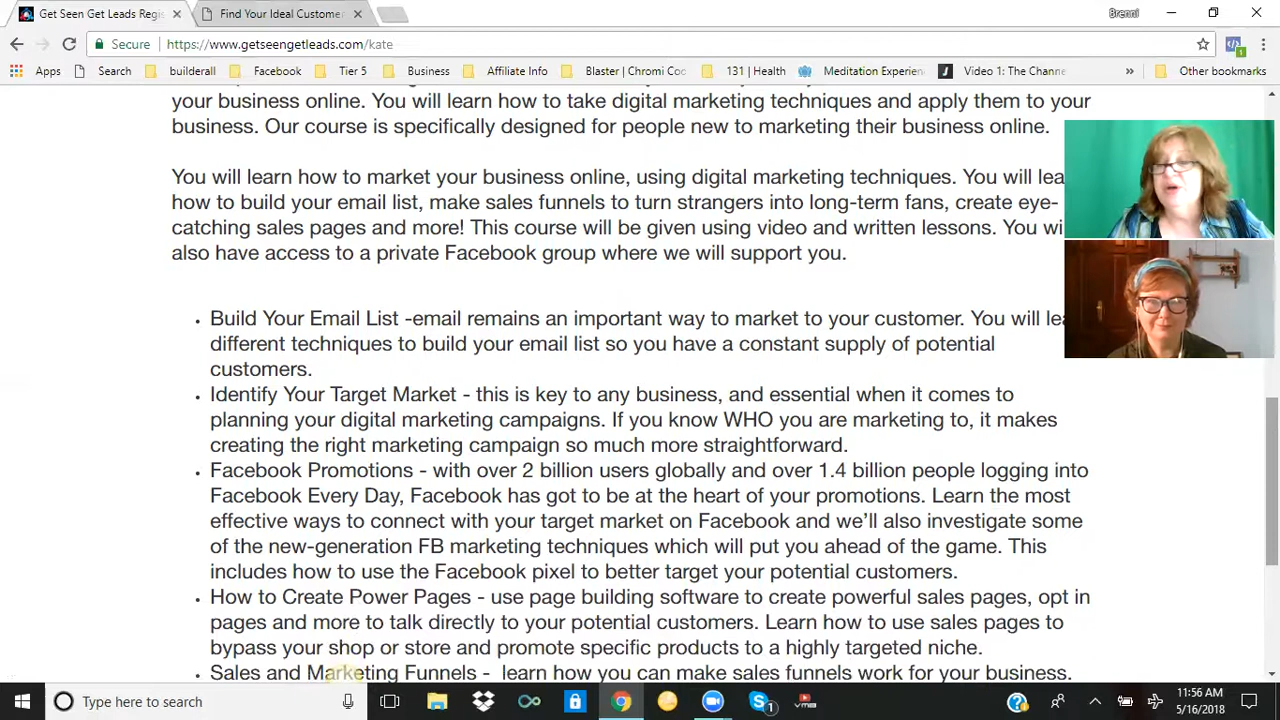 Get Seen Get Leads Regis
Find Your Ideal Custome
Brenni
Secure
https://www.getseengetleads.com/kate
Apps
Search
builderall
Facebook
Tier 5
Business
Affiliate Info
Blaster | Chromi Co
131 | Health
Meditation Experien
Video 1: The Channe
»
Other bookmarks
your business online. You will learn how to take digital marketing techniques and apply them to your
business. Our course is specifically designed for people new to marketing their business online.
You will learn how to market your business online, using digital marketing techniques. You will lea
how to build your email list, make sales funnels to turn strangers into long-term fans, create eye-
catching sales pages and more! This course will be given using video and written lessons. You wi
also have access to a private Facebook group where we will support you.
• Build Your Email List -email remains an important way to market to your customer. You will lea
different techniques to build your email list so you have a constant supply of potential
customers.
• Identify Your Target Market - this is key to any business, and essential when it comes to
planning your digital marketing campaigns. If you know WHO you are marketing to, it makes
creating the right marketing campaign so much more straightforward.
• Facebook Promotions - with over 2 billion users globally and over 1.4 billion people logging into
Facebook Every Day, Facebook has got to be at the heart of your promotions. Learn the most
effective ways to connect with your target market on Facebook and we'll also investigate some
of the new-generation FB marketing techniques which will put you ahead of the game. This
includes how to use the Facebook pixel to better target your potential customers.
• How to Create Power Pages - use page building software to create powerful sales pages, opt in
pages and more to talk directly to your potential customers. Learn how to use sales pages to
bypass your shop or store and promote specific products to a highly targeted niche.
• Sales and Marketing Funnels - learn how you can make sales funnels work for your business.
Type here to search
11:56 AM
5/16/2018